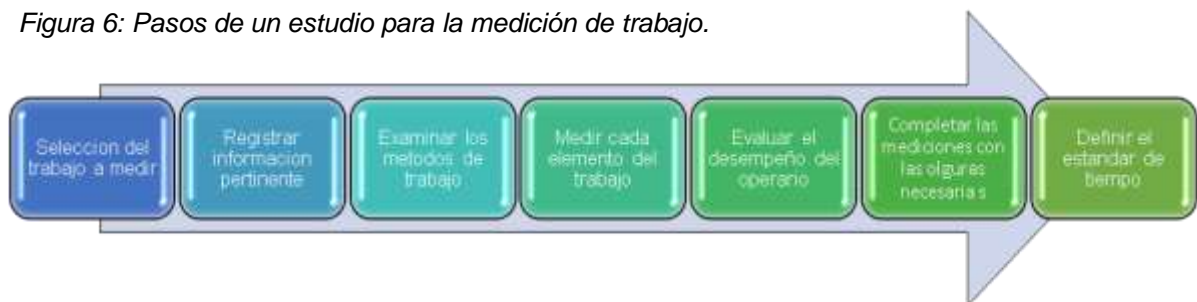 Figura 6: Pasos de un estudio para la medición de trabajo.
Seleccion del
trabajo a medir
Registrar
informacion
pertinente
Examinar los
metodos de
trabajo
Medir cada
elemento del
trabajo
Evaluar el
desempeño del
operario
Completar las
mediciones con
las olguras
necesaria s
Definir el
estandar de
tiempo